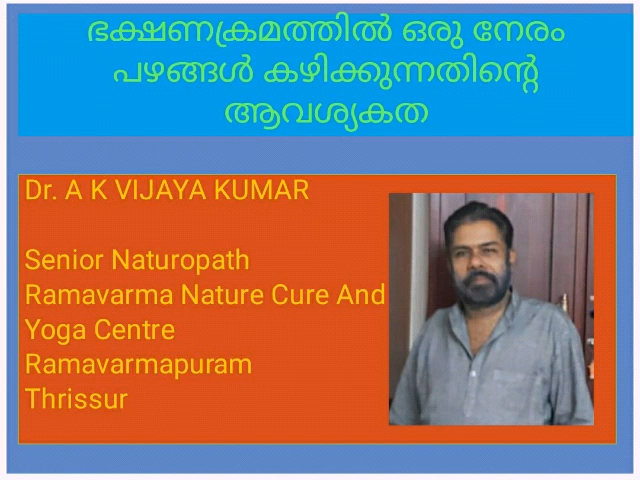 ഭക്ഷണക്രമത്തിൽ ഒരു നേരം
പഴങ്ങൾ കഴിക്കുന്നതിന്റെ
ആവശ്യകത
Dr. A K VIJAYA KUMAR
Senior Naturopath
Ramavarma Nature Cure And
Yoga Centre
Ramavarmapuram
Thrissur